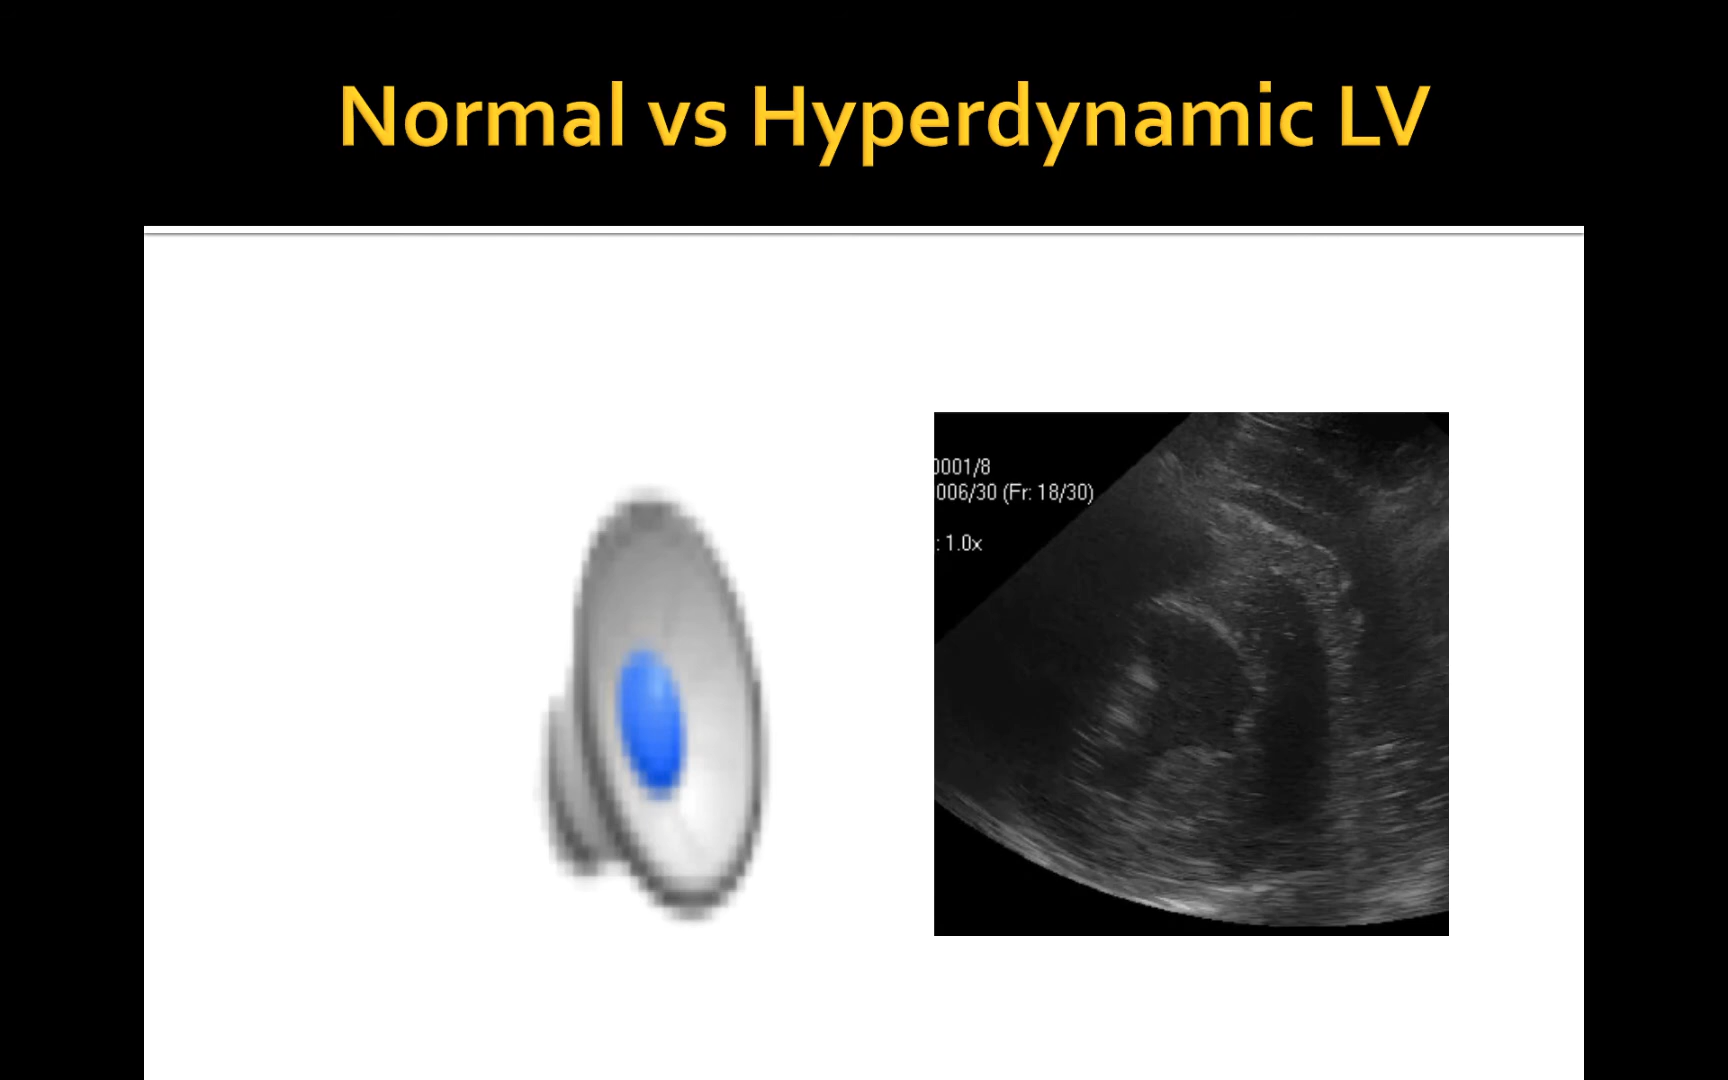 Normal vs Hyperdynamic LV
0001/8
006/30 (Fr: 18/30)
: 1.0x